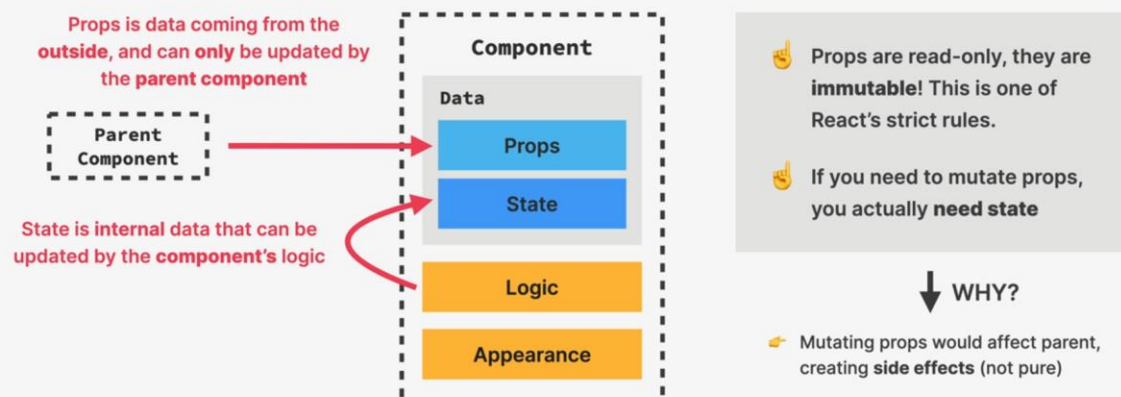 Props is data coming from the
outside, and can only be updated by
the parent component
Parent
Component
State is internal data that can be
updated by the component's logic
Component
Data
Props
State
Logic
Appearance
☝️ Props are read-only, they are
immutable! This is one of
React's strict rules.
☝️ If you need to mutate props,
you actually need state
WHY?
👉 Mutating props would affect parent,
creating side effects (not pure)